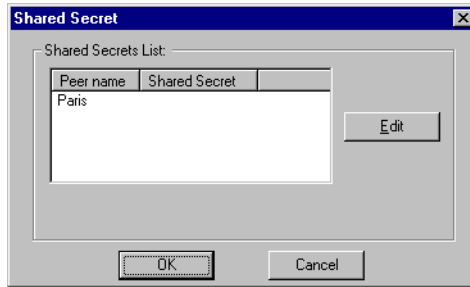 Shared Secret
Shared Secrets List:
Peer name Shared Secret
Paris
Edit
OK Cancel